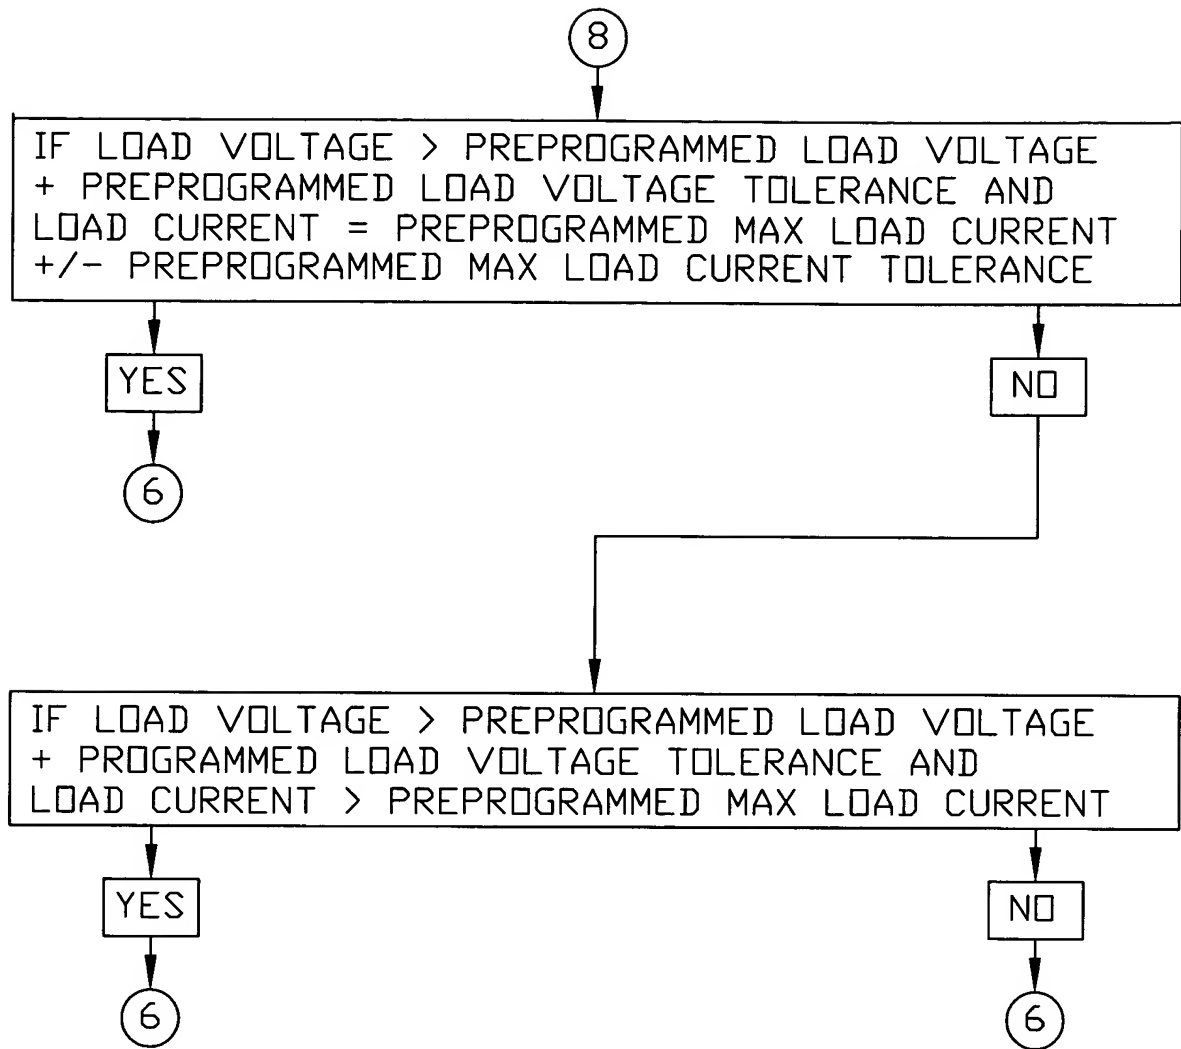 8
IF LOAD VOLTAGE > PREPROGRAMMED LOAD VOLTAGE
+ PREPROGRAMMED LOAD VOLTAGE TOLERANCE AND
LOAD CURRENT = PREPROGRAMMED MAX LOAD CURRENT
+/- PREPROGRAMMED MAX LOAD CURRENT TOLERANCE
YES
NO
6
IF LOAD VOLTAGE > PREPROGRAMMED LOAD VOLTAGE
+ PROGRAMMED LOAD VOLTAGE TOLERANCE AND
LOAD CURRENT > PREPROGRAMMED MAX LOAD CURRENT
YES
NO
6
6